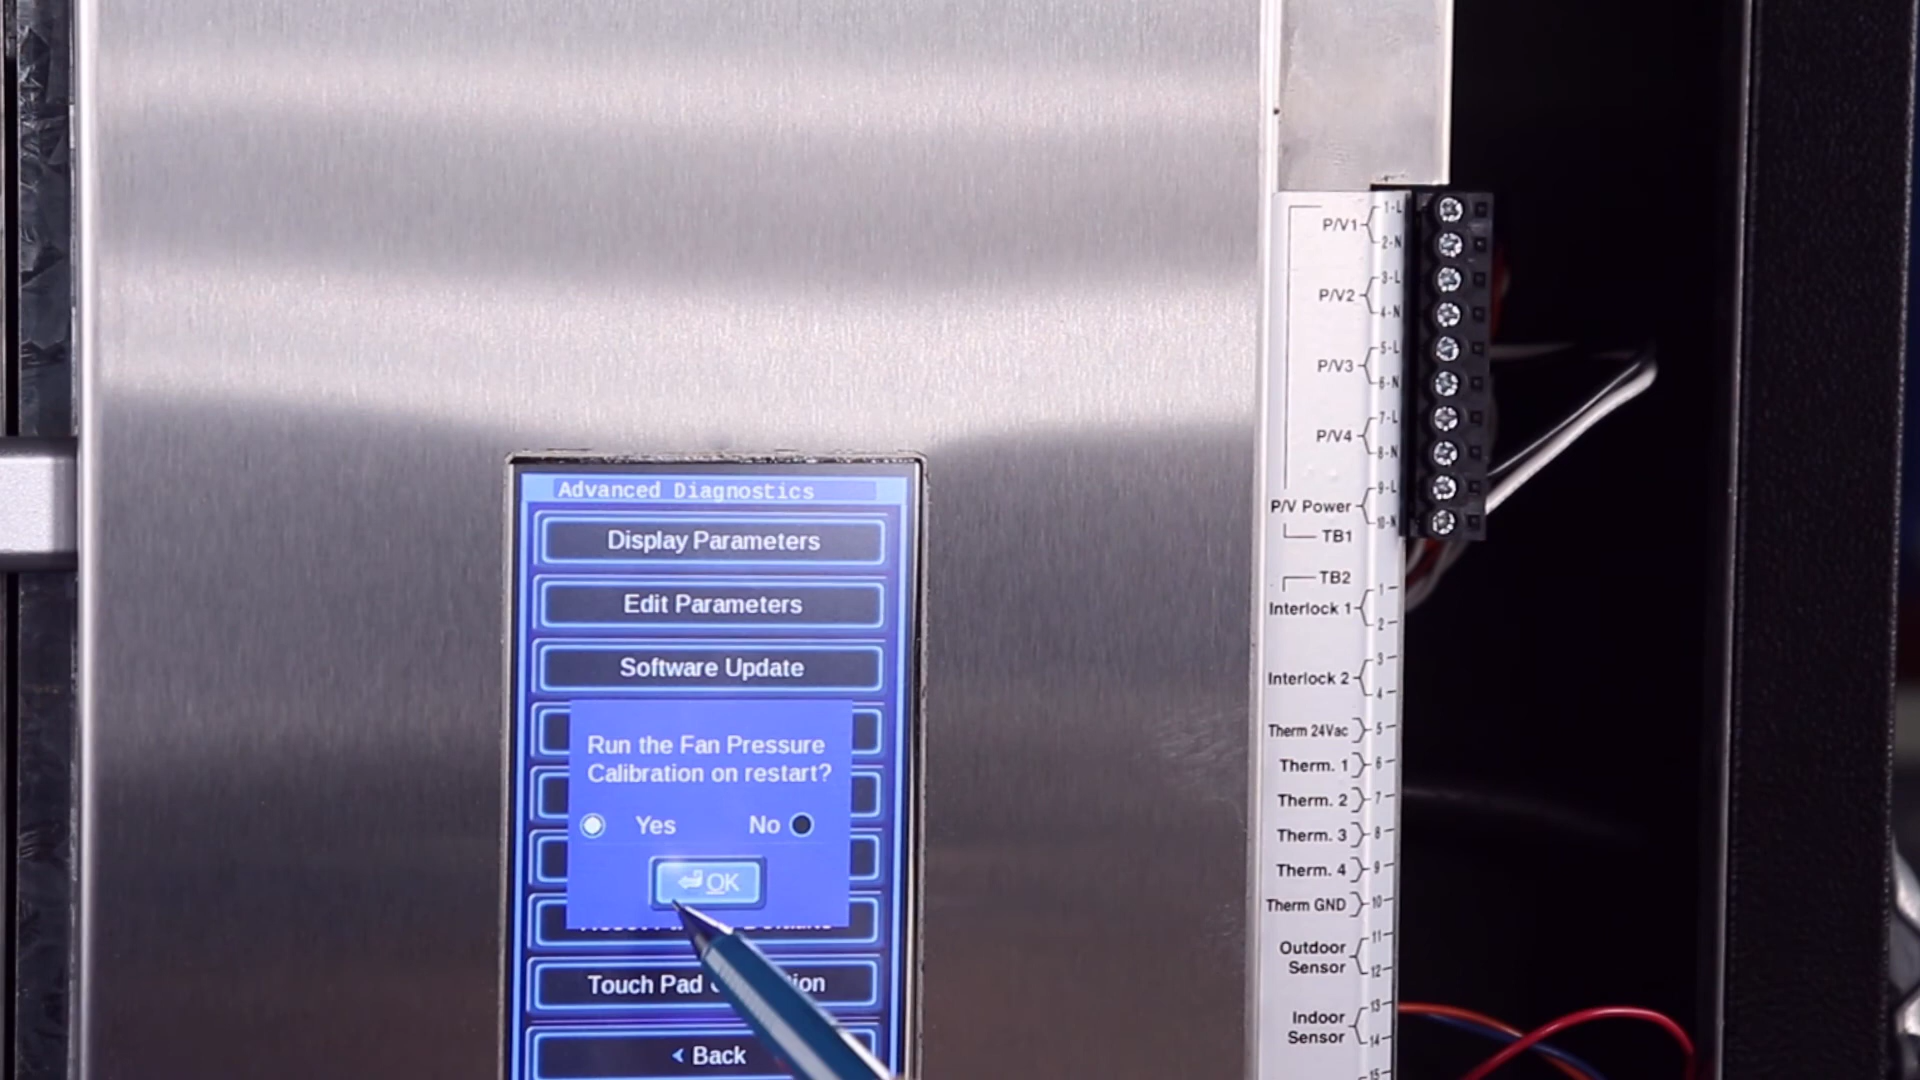 Advanced Diagnostics
Display Parameters
Edit Parameters
Software Update
Run the Fan Pressure
Calibration on restart?
Yes No
OK
Touch Pad
Back
P/V1
1-L
2-N
P/V2
3-L
4-N
P/V3
5-L
6-N
P/V4
7-L
8-N
P/V Power
9-L
10-N
TB1
TB2
Interlock 1
1
2
Interlock 2
3
4
Therm 24Vac 5
Therm. 1 6
Therm. 2 7
Therm. 3 8
Therm. 4 9
Therm GND 10
Outdoor
Sensor
11
12
Indoor
Sensor
13
14
15